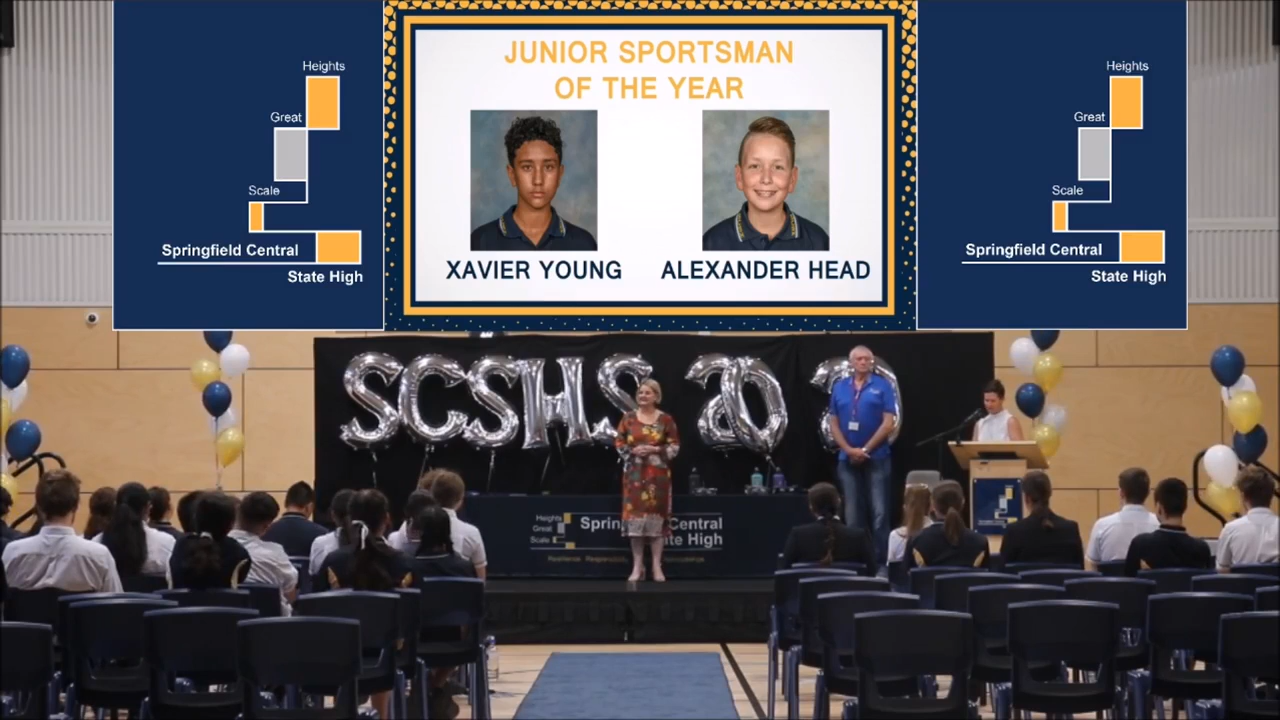 Heights
Great
Scale
Springfield Central
State High
JUNIOR SPORTSMAN
OF THE YEAR
XAVIER YOUNG
ALEXANDER HEAD
Heights
Great
Scale
Springfield Central
State High
SCSHS 20
Heights
Great
Scale
Central
State High